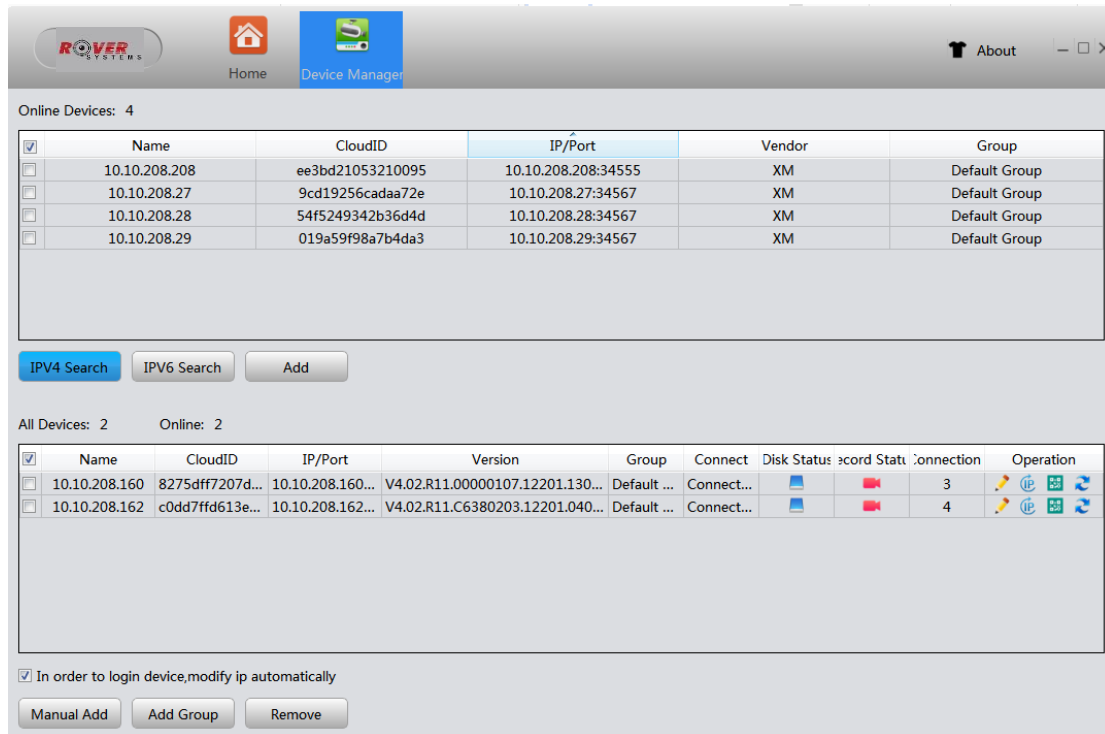 ROVER SYSTEMS
Home
Device Manager
About
Online Devices: 4
Name CloudID IP/Port Vendor Group
10.10.208.208 ee3bd21053210095 10.10.208.208:34555 XM Default Group
10.10.208.27 9cd19256cadaa72e 10.10.208.27:34567 XM Default Group
10.10.208.28 54f5249342b36d4d 10.10.208.28:34567 XM Default Group
10.10.208.29 019a59f98a7b4da3 10.10.208.29:34567 XM Default Group
IPV4 Search IPV6 Search Add
All Devices: 2 Online: 2
Name CloudID IP/Port Version Group Connect Disk Status ecord Statu Connection Operation
10.10.208.160 8275dff7207d... 10.10.208.160... V4.02.R11.00000107.12201.130... Default ... Connect... 3 IP
10.10.208.162 c0dd7ffd613e... 10.10.208.162... V4.02.R11.C6380203.12201.040... Default ... Connect... 4 IP
In order to login device,modify ip automatically
Manual Add Add Group Remove